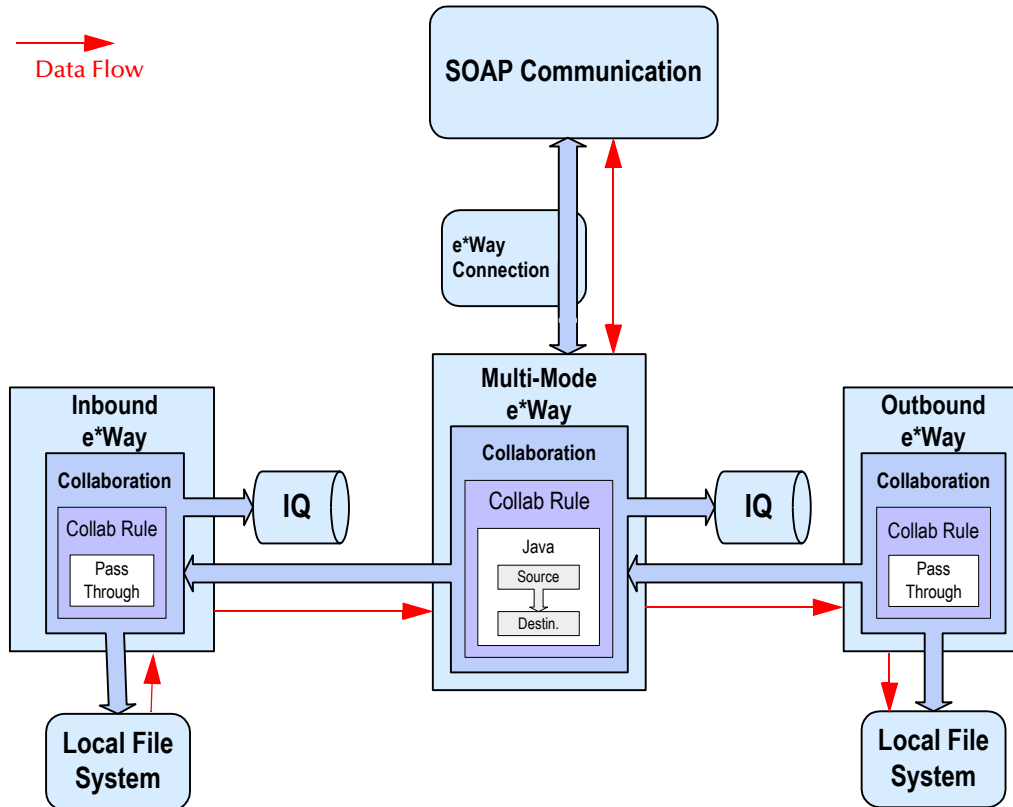 Data Flow
SOAP Communication
e*Way
Connection
Inbound
e*Way
Collaboration
Collab Rule
Pass
Through
IQ
Local File
System
Multi-Mode
e*Way
Collaboration
Collab Rule
Java
Source
Destin.
IQ
Outbound
e*Way
Collaboration
Collab Rule
Pass
Through
Local File
System